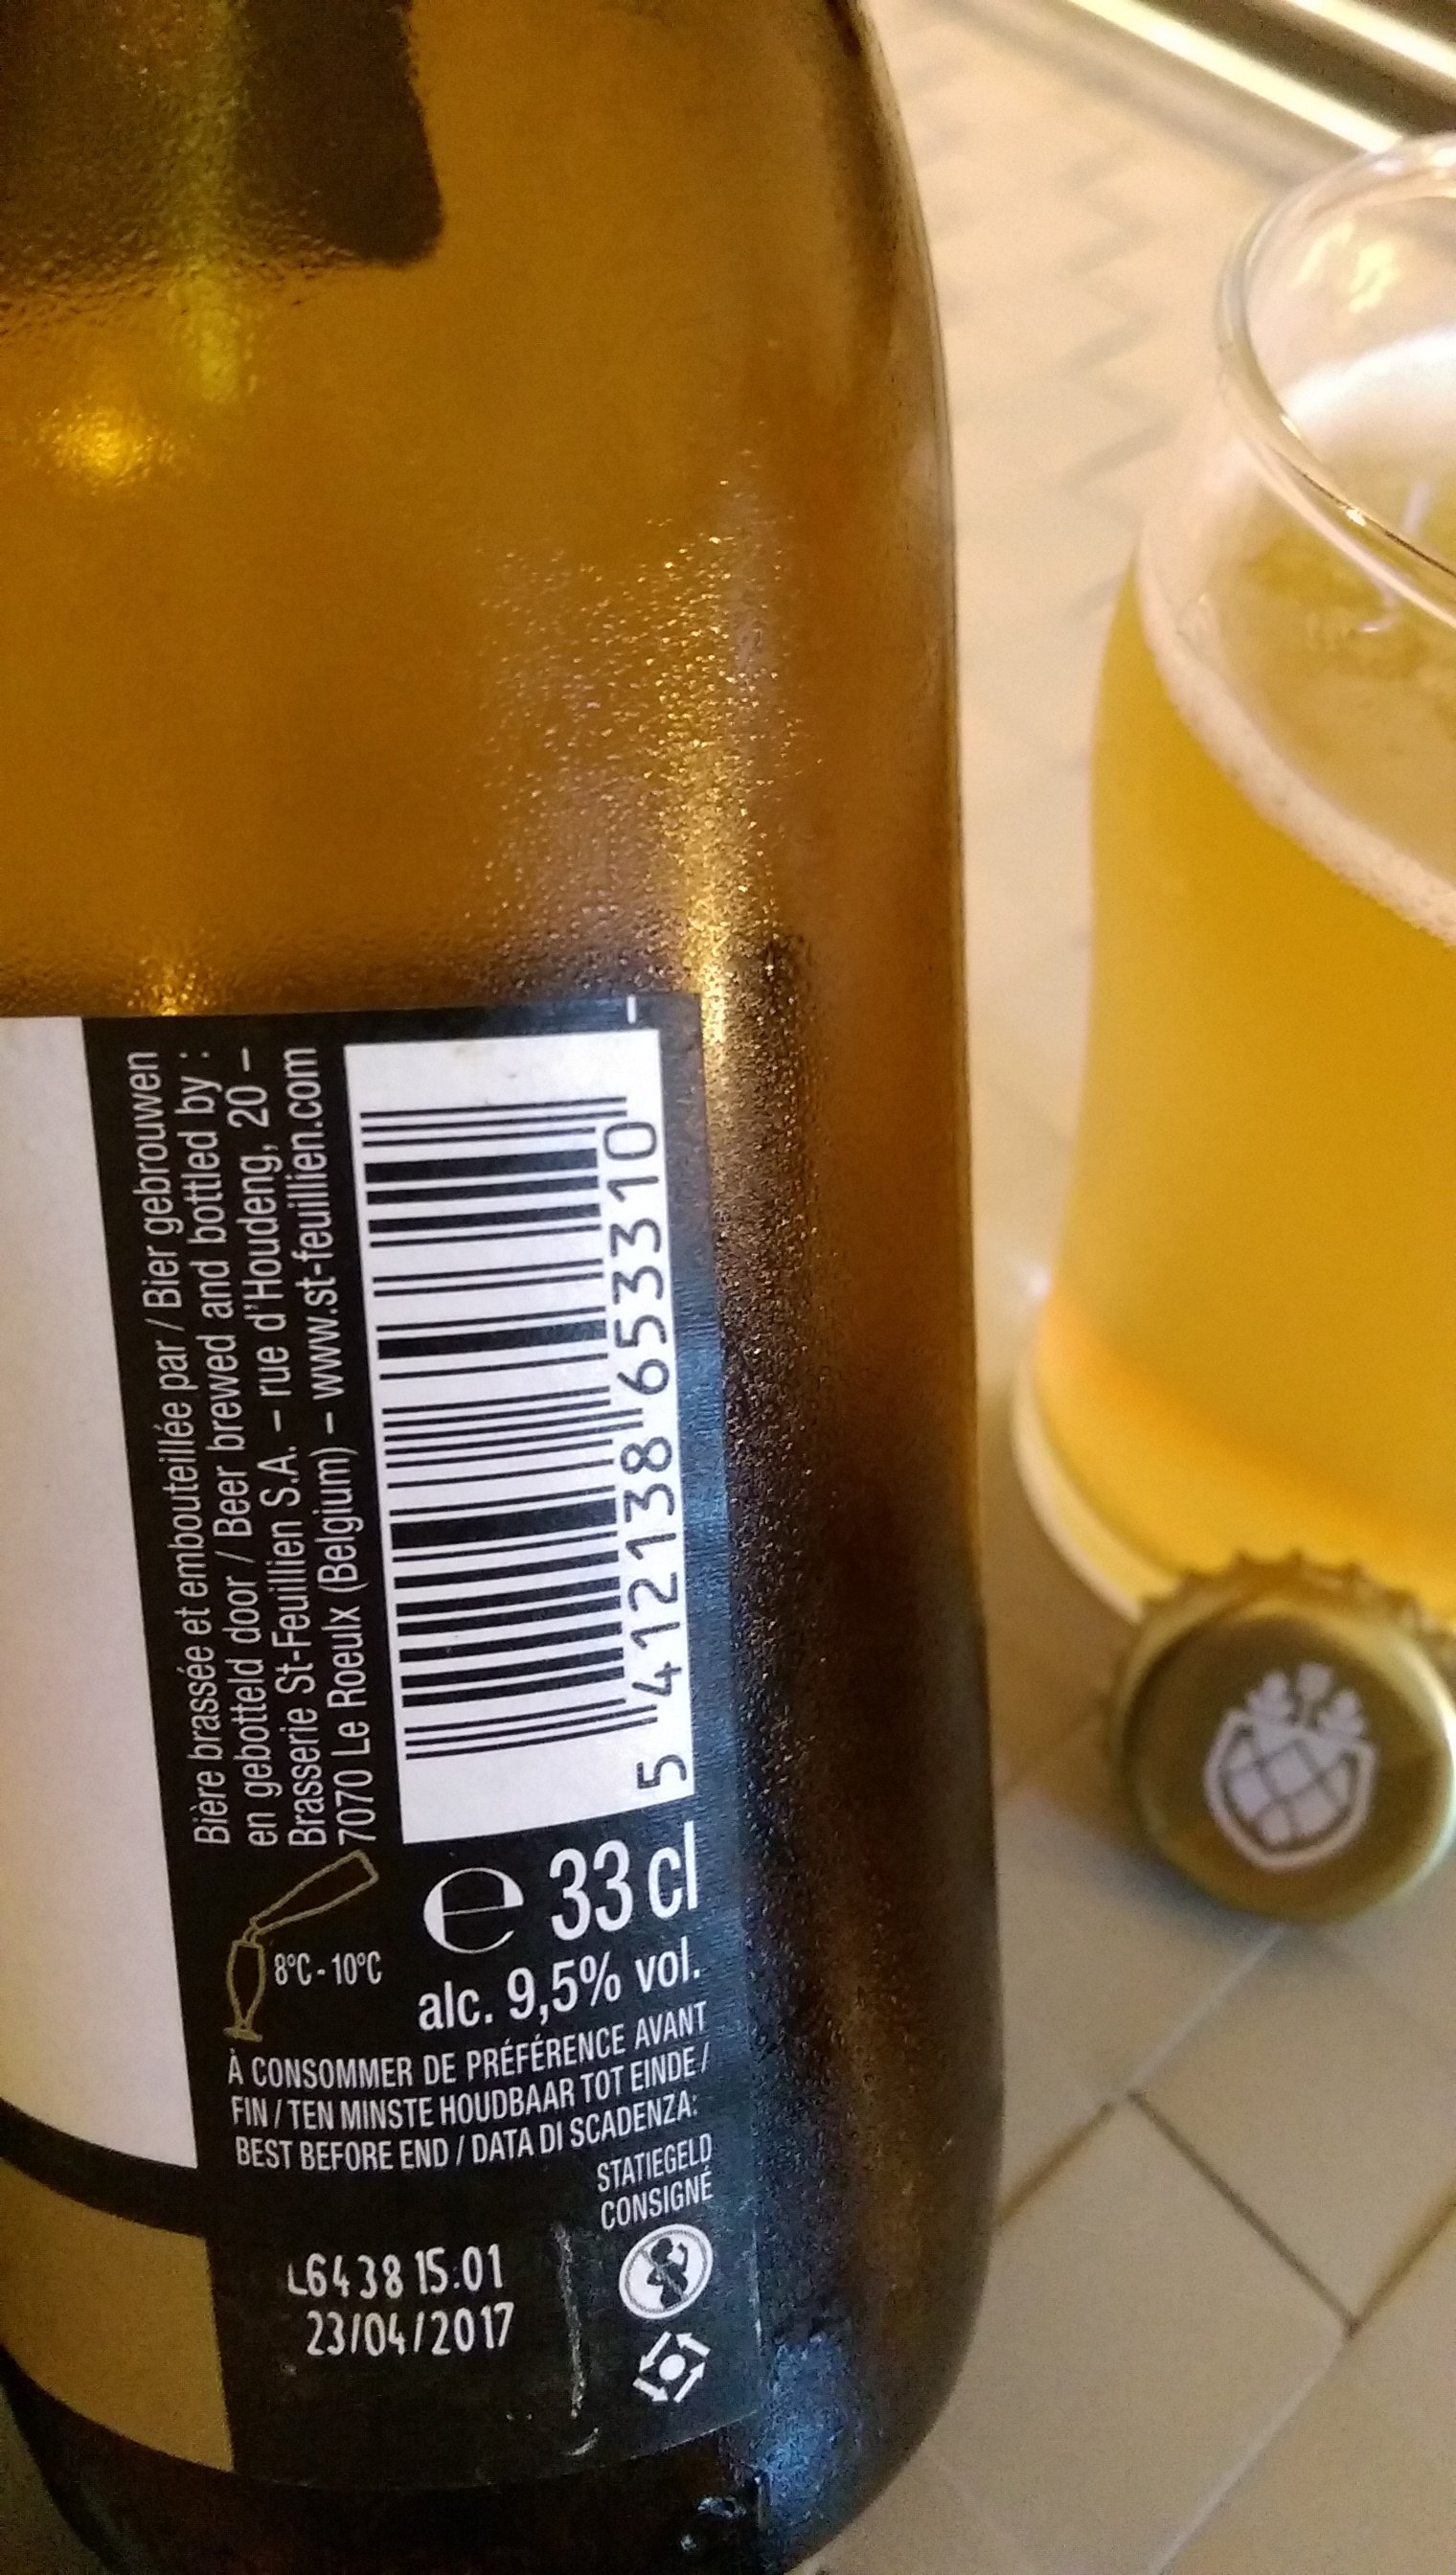 Bière brassée et embouteillée par / Bier gebrouwen
en gebotteld door / Beer brewed and bottled by :
Brasserie St-Feuillien S.A. – rue d'Houdeng, 20 –
7070 Le Roeulx (Belgium) – www.st-feuillien.com
5 412138 653310
8°C - 10°C
e 33 cl
alc. 9,5% vol.
À CONSOMMER DE PRÉFÉRENCE AVANT
FIN / TEN MINSTE HOUDBAAR TOT EINDE /
BEST BEFORE END / DATA DI SCADENZA:
STATIEGELD
CONSIGNÉ
L64 38 15:01
23/04/2017